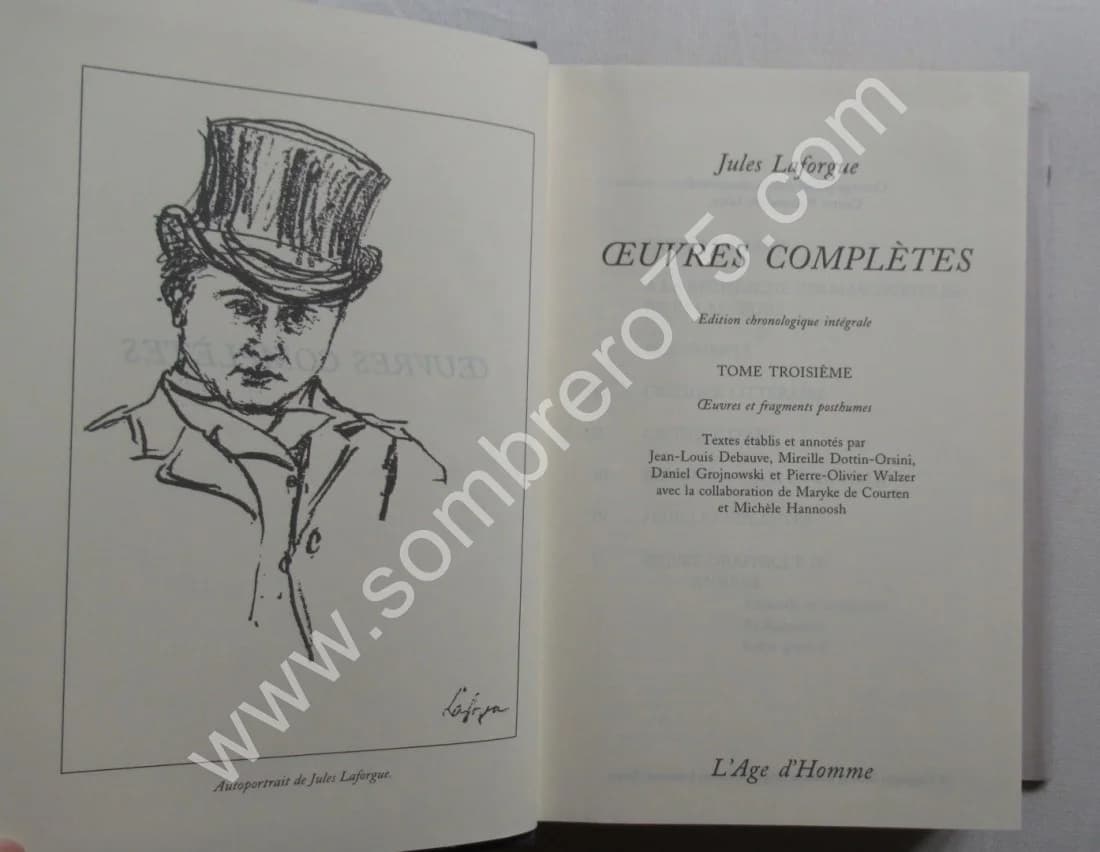 Laforgue
Autoportrait de Jules Laforgue.
Jules Laforgue
ŒUVRES COMPLÈTES
Edition chronologique intégrale
TOME TROISIÈME
Œuvres et fragments posthumes
Textes établis et annotés par
Jean-Louis Debauve, Mireille Dottin-Orsini,
Daniel Grojnowski et Pierre-Olivier Walzer
avec la collaboration de Maryke de Courten
et Michèle Hannoosh
L'Age d'Homme
www.sombrero75.com